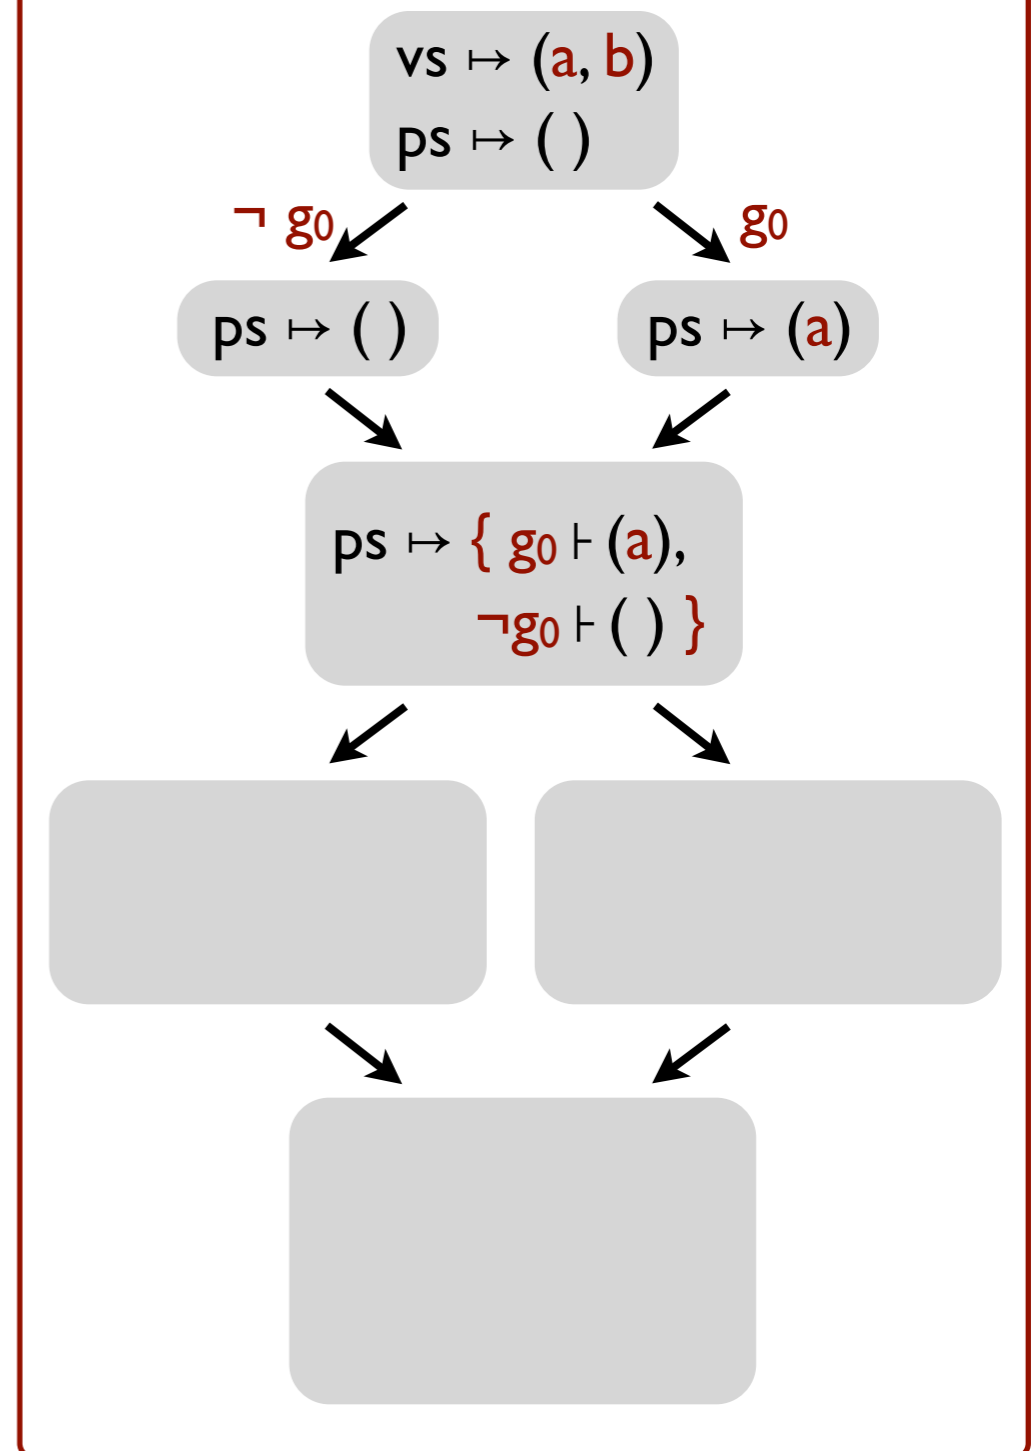 vs ↦ (a, b)
ps ↦ ( )
¬ g₀
g₀
ps ↦ ( )
ps ↦ (a)
ps ↦ { g₀ ⊦ (a),
¬g₀ ⊦ ( ) }